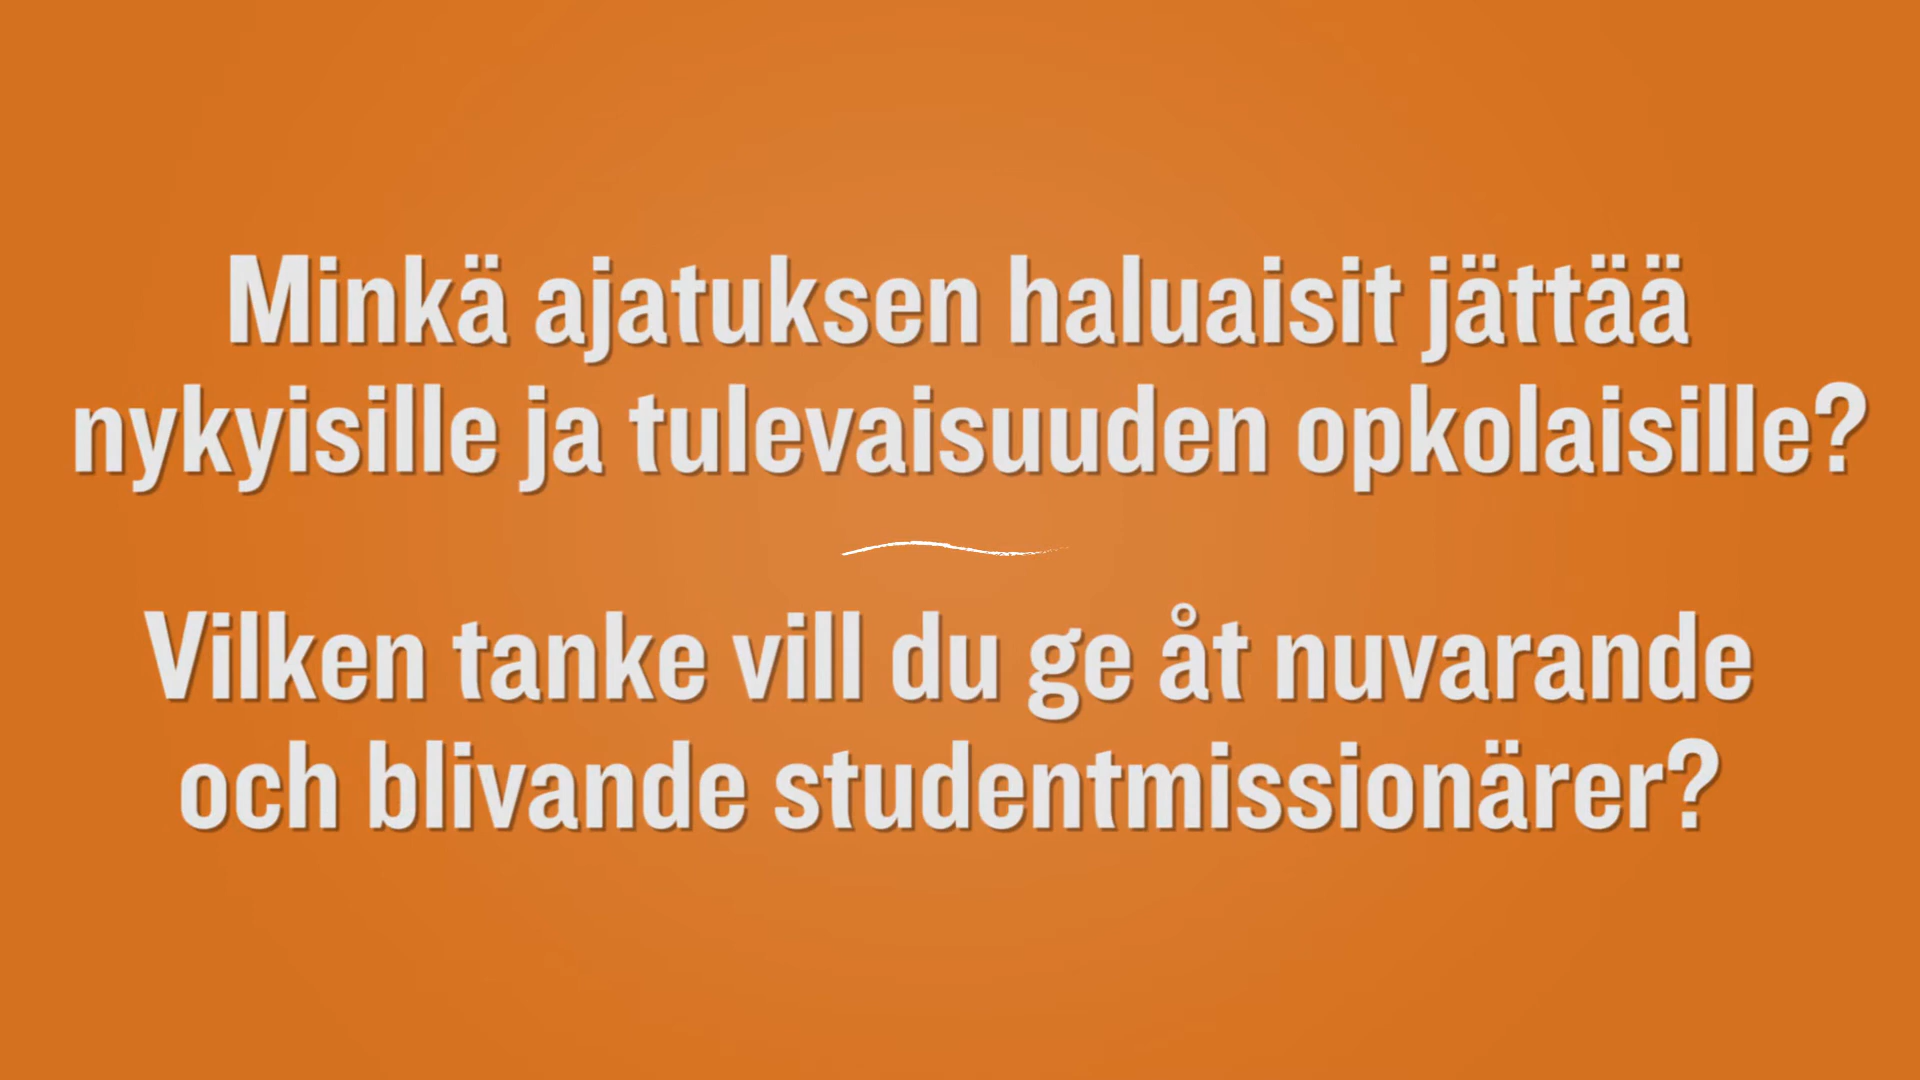 Minkä ajatuksen haluaisit jättää
nykyisille ja tulevaisuuden opkolaisille?
Vilken tanke vill du ge åt nuvarande
och blivande studentmissionärer?